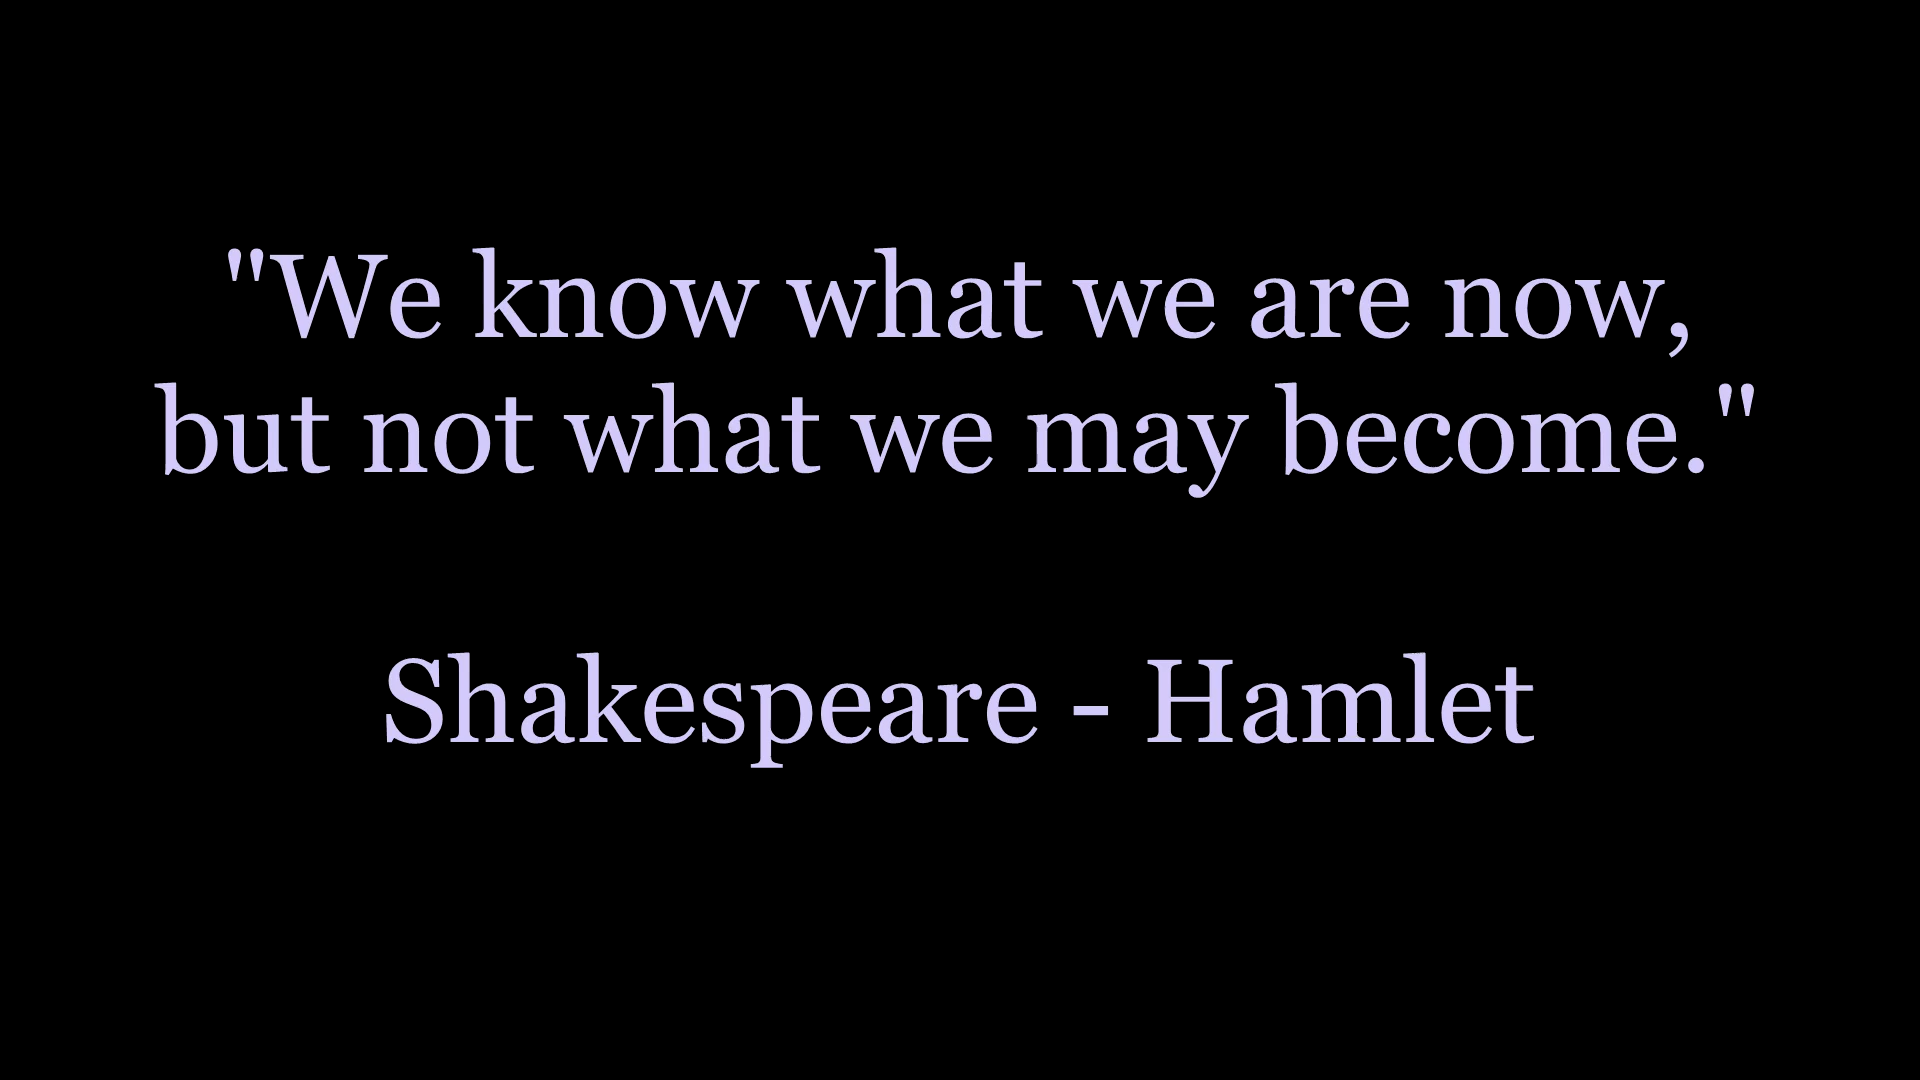 "We know what we are now,
but not what we may become."
Shakespeare - Hamlet